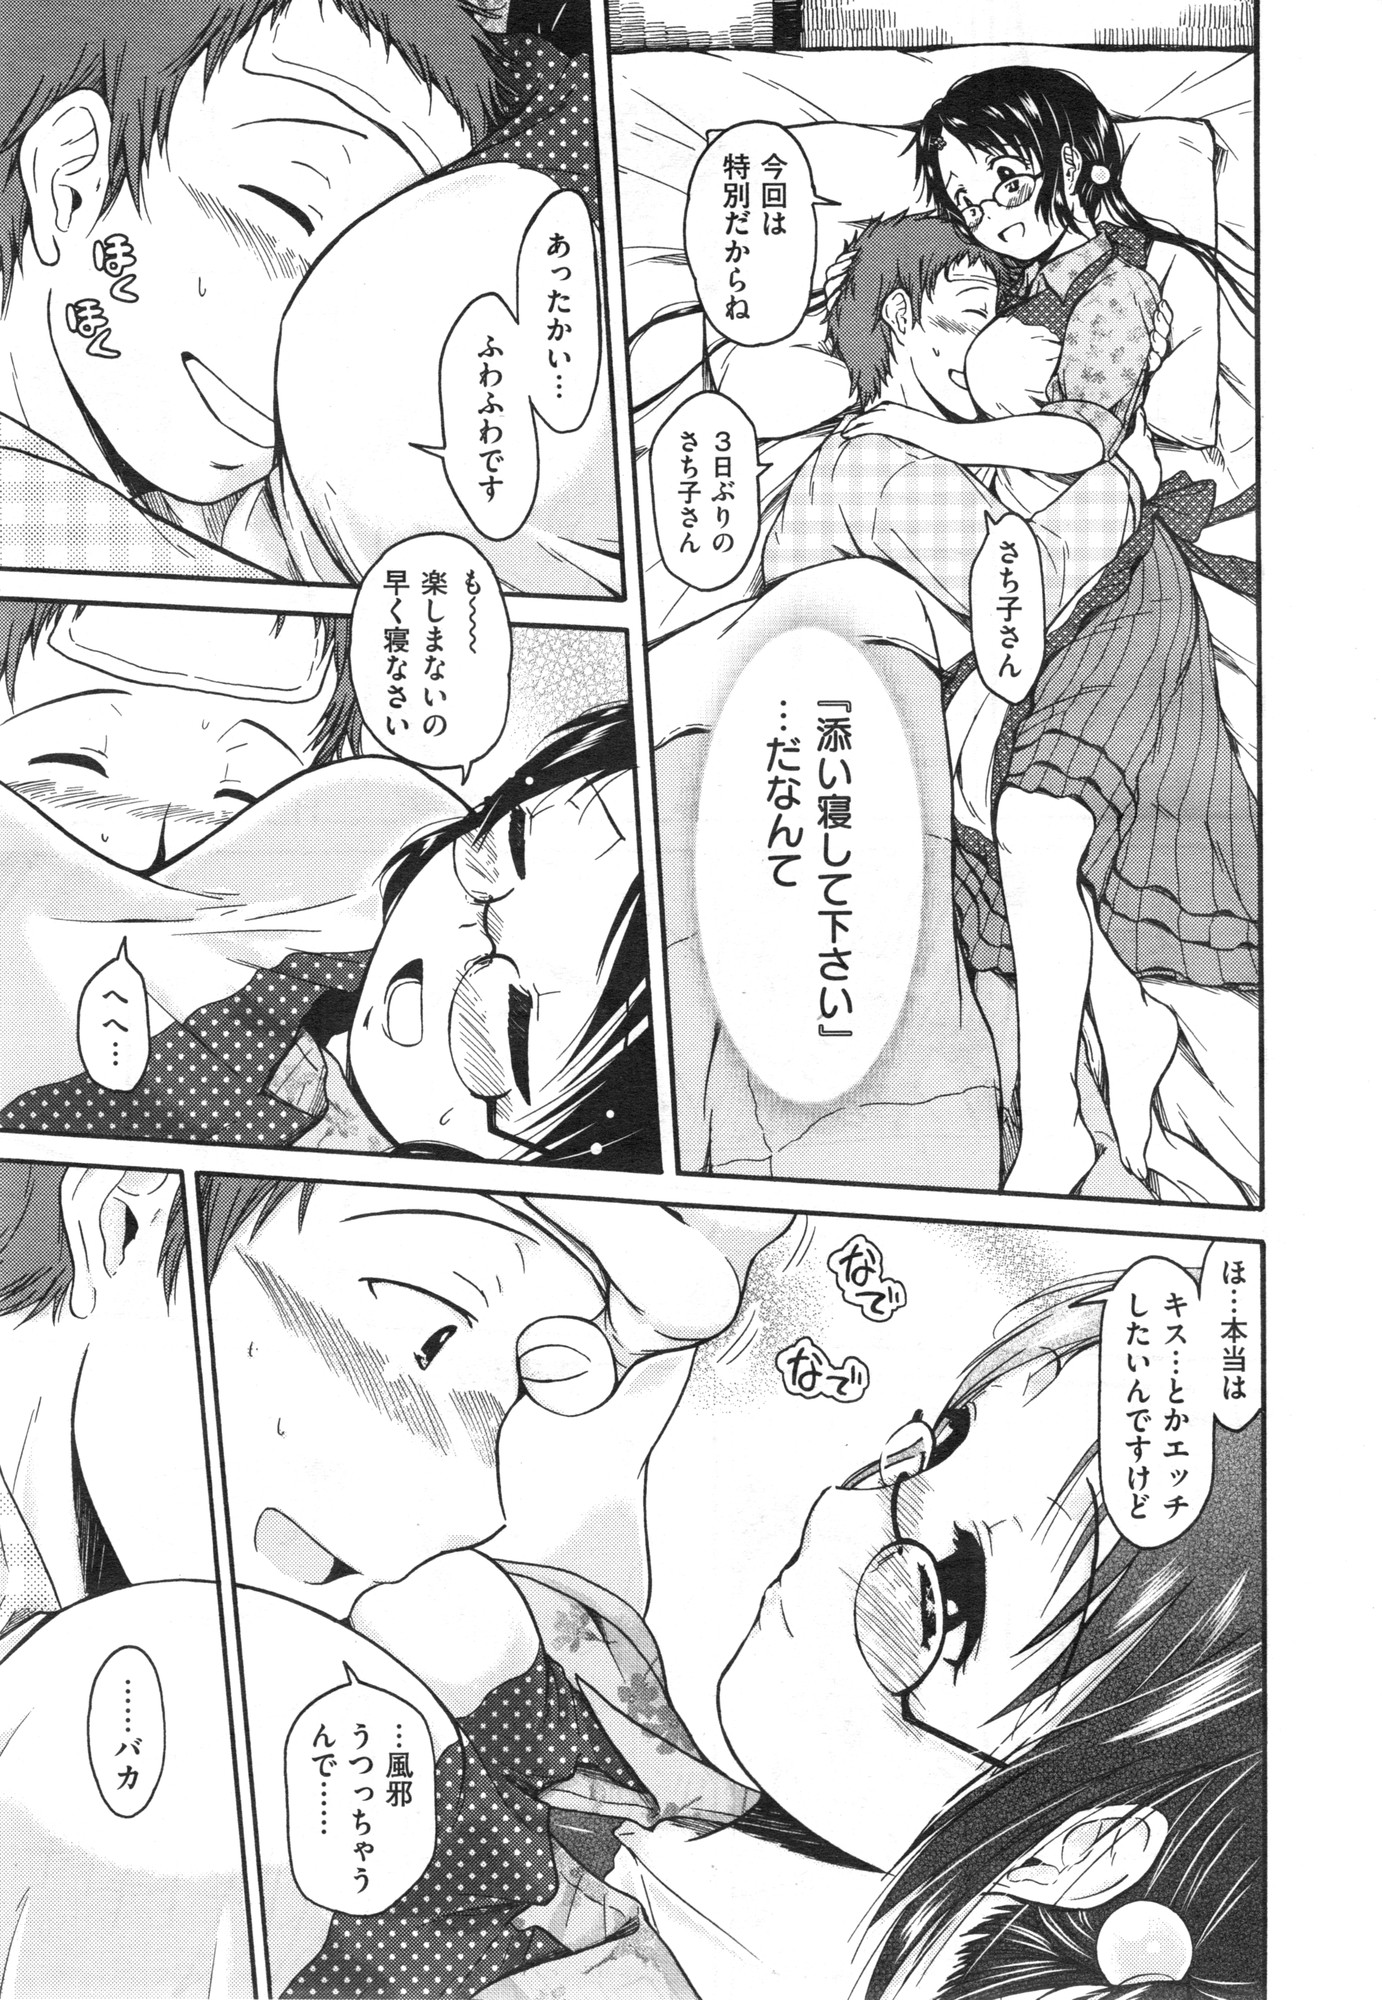 『添い寝して下さい』
…だなんて
今回は
特別だからね
さち子さん
3日ぶりの
さち子さん
あったかい…
ふわふわです
ほく
ほく
も〜〜〜
楽しまないの
早く寝なさい
へへ…
ほ…本当は
キス…とかエッチ
したいんですけど
なで
なで
…風邪
うつっちゃう
んで……
……バカ